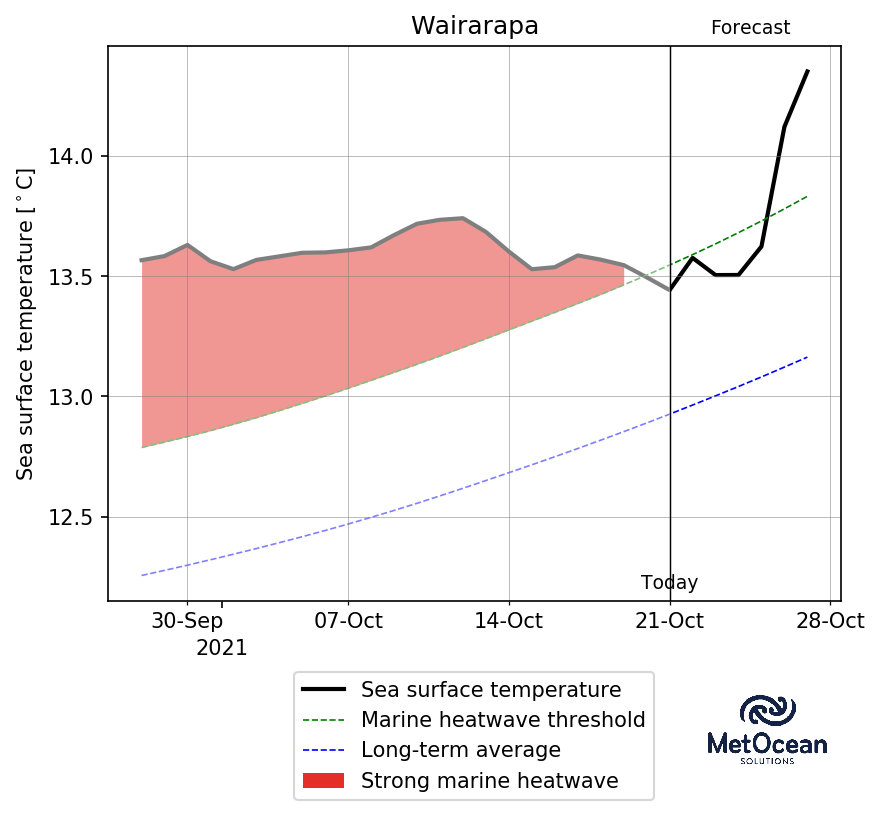 Wairarapa
Forecast
Sea surface temperature [°C]
14.0
13.5
13.0
12.5
Today
30-Sep 07-Oct 14-Oct 21-Oct 28-Oct
2021
Sea surface temperature
Marine heatwave threshold
Long-term average
Strong marine heatwave
MetOcean
SOLUTIONS